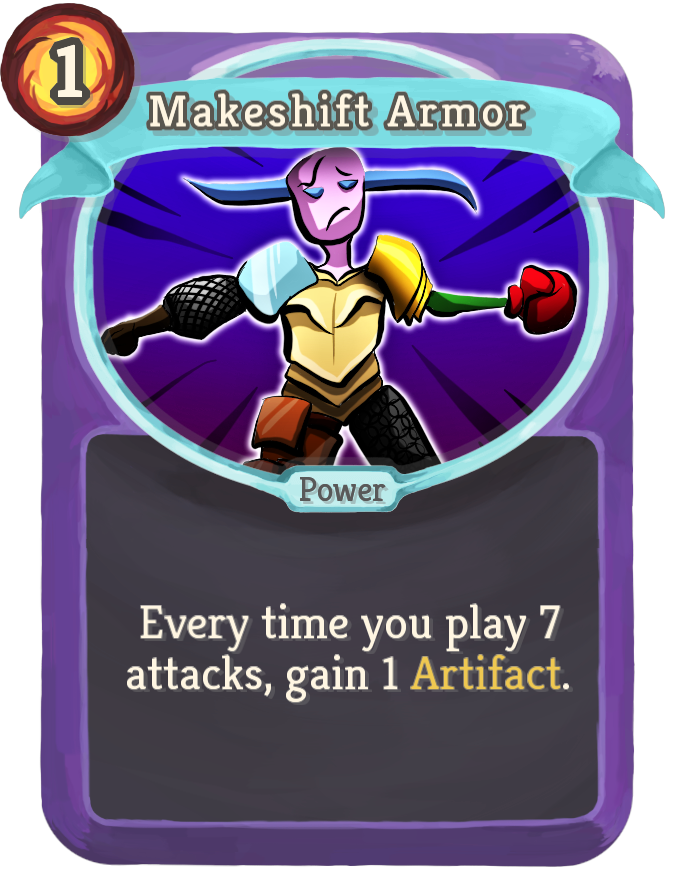 1
Makeshift Armor
Power
Every time you play 7
attacks, gain 1 Artifact.